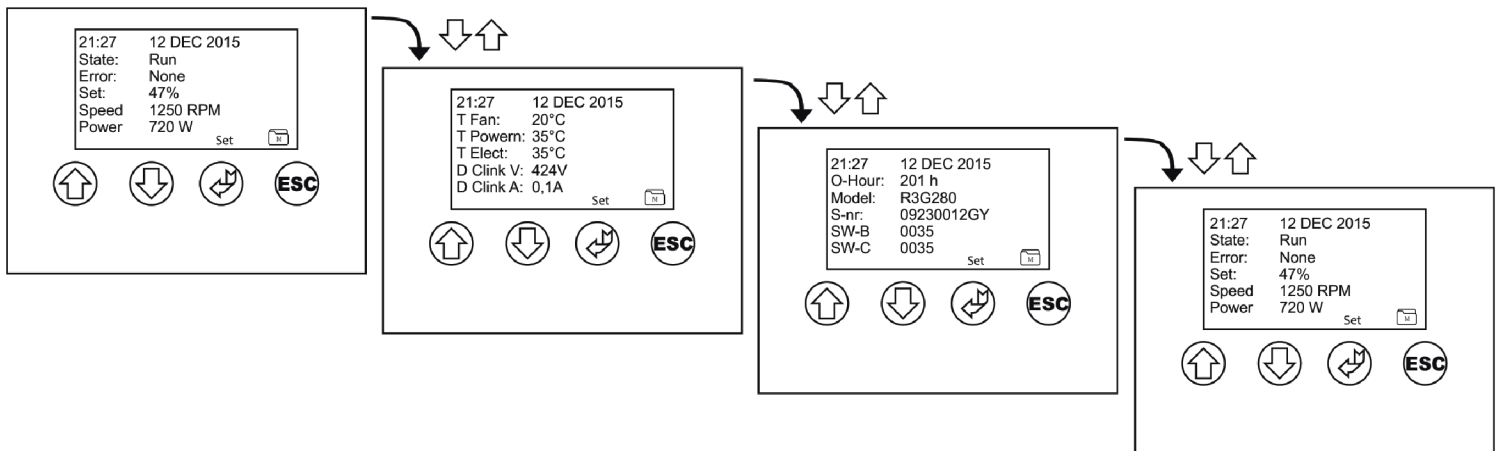 21:27 12 DEC 2015
State: Run
Error: None
Set: 47%
Speed 1250 RPM
Power 720 W
Set M
ESC
21:27 12 DEC 2015
T Fan: 20°C
T Powern: 35°C
T Elect: 35°C
D Clink V: 424V
D Clink A: 0,1A
Set M
ESC
21:27 12 DEC 2015
O-Hour: 201 h
Model: R3G280
S-nr: 09230012GY
SW-B 0035
SW-C 0035
Set M
ESC
21:27 12 DEC 2015
State: Run
Error: None
Set: 47%
Speed 1250 RPM
Power 720 W
Set M
ESC